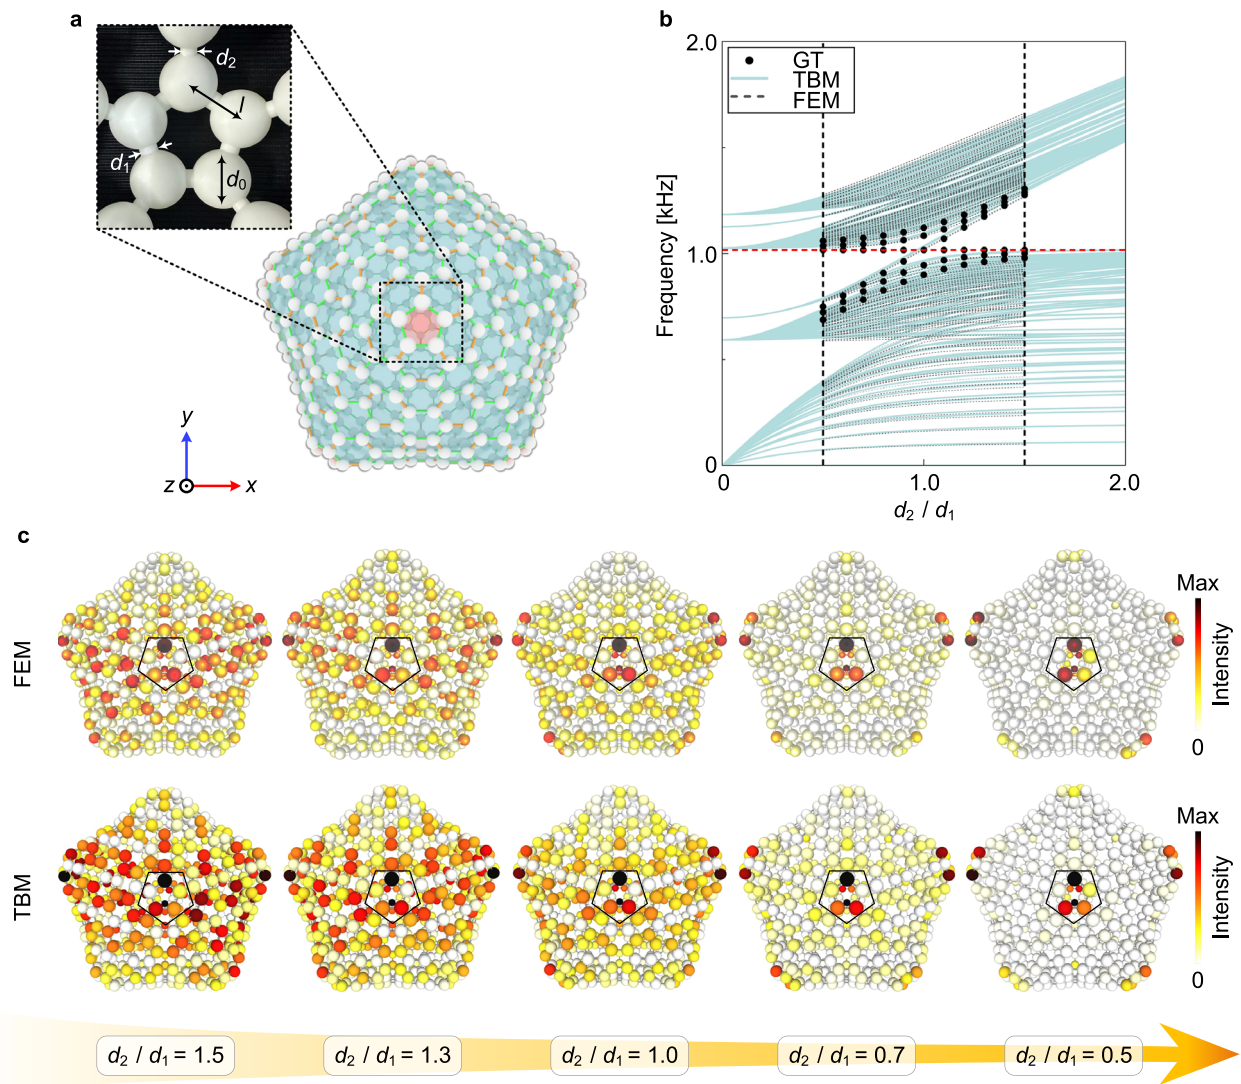 a
d2
l
d1
d0
y
z
x
b
2.0
GT
TBM
FEM
Frequency [kHz]
1.0
0
0
1.0
2.0
d2 / d1
c
FEM
Max
Intensity
0
TBM
Max
Intensity
0
d2 / d1 = 1.5
d2 / d1 = 1.3
d2 / d1 = 1.0
d2 / d1 = 0.7
d2 / d1 = 0.5